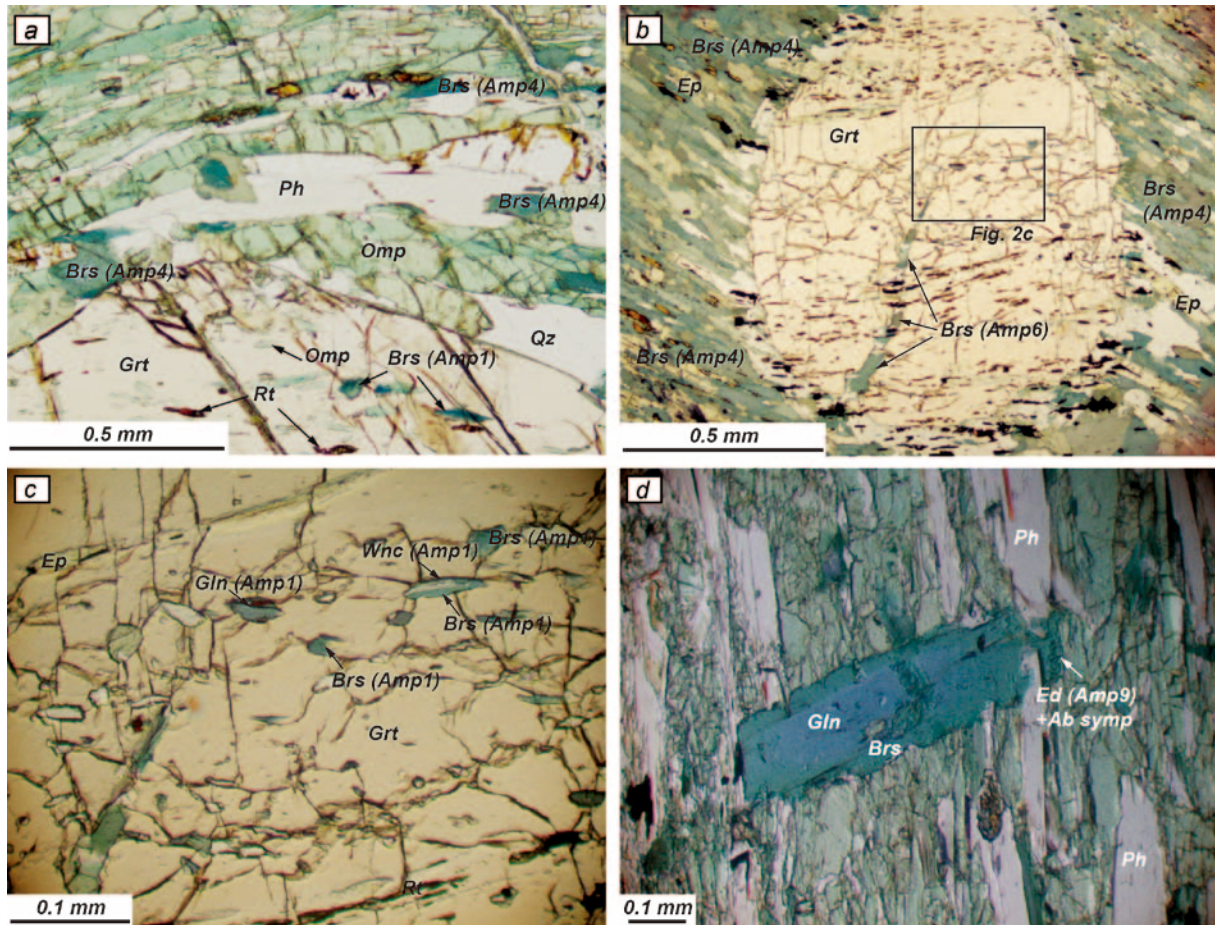 a
Brs (Amp4)
Ph
Brs (Amp4)
Omp
Brs (Amp4)
Qz
Omp
Brs (Amp1)
Grt
Rt
0.5 mm
b
Brs (Amp4)
Ep
Grt
Brs
(Amp4)
Fig. 2c
Ep
Brs (Amp6)
Brs (Amp4)
0.5 mm
c
Brs (Amp1)
Wnc (Amp1)
Ep
Gln (Amp1)
Brs (Amp1)
Brs (Amp1)
Grt
Rt
0.1 mm
d
Ph
Ed (Amp9)
+Ab symp
Gln
Brs
Ph
0.1 mm